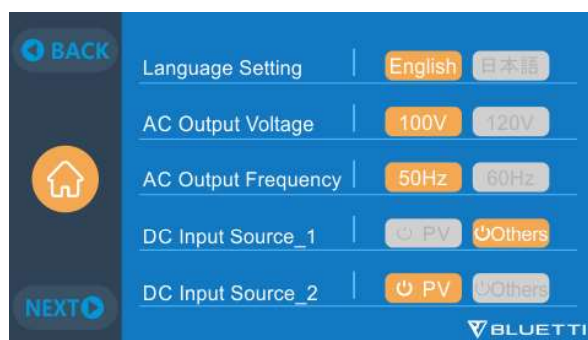 BACK
Language Setting English 日本語
AC Output Voltage 100V 120V
AC Output Frequency 50Hz 60Hz
DC Input Source_1 PV Others
DC Input Source_2 PV Others
NEXT
BLUETTI